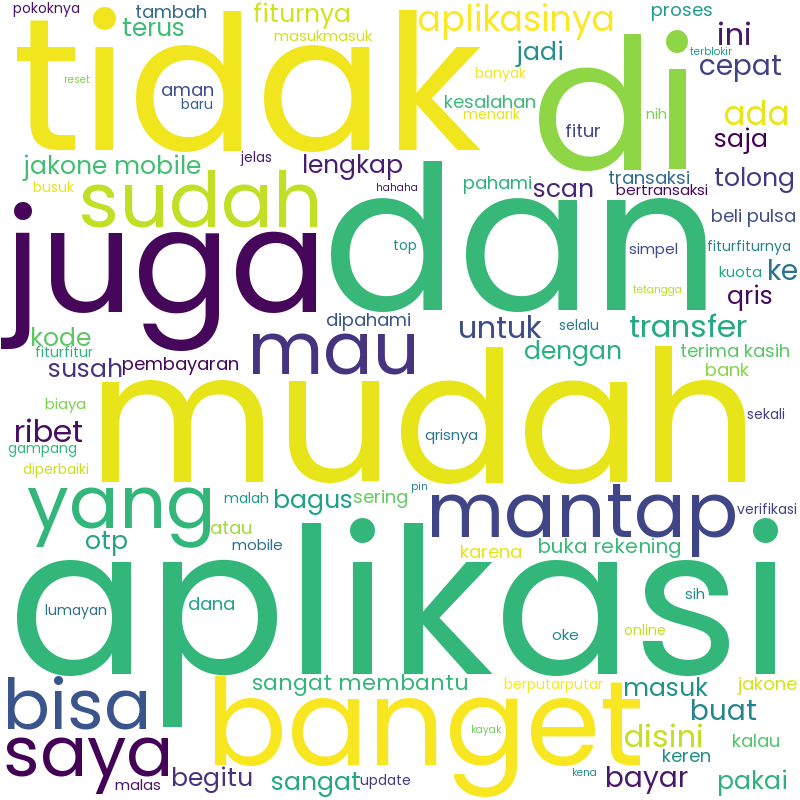 pokoknya
tambah
fiturnya
aplikasinya
proses
terus
masukmasuk
ini
tidak
jadi
di
terblokir
cepat
reset
banyak
aman
baru
kesalahan
menarik
fitur
nih
ada
saja
jakone mobile
jelas
lengkap
pahami
scan
transaksi
bertransaksi
tolong
busuk
sudah
hahaha
juga
dan
beli pulsa
top
simpel
fiturfiturnya
kuota
ke
tetangga
qris
kode
dipahami
untuk
selalu
transfer
fiturfitur
susah
pembayaran
mau
dengan
terima kasih
bank
biaya
mudah
sekali
ribet
qrisnya
gampang
diperbaiki
yang
malah
bagus
sering
pin
mantap
verifikasi
otp
atau
mobile
karena
buka rekening
aplikasi
lumayan
dana
sih
oke
online
bisa
sangat membantu
berputarputar
masuk
jakone
banget
buat
saya
kayak
disini
kalau
keren
malas
begitu
sangat
update
kena
bayar
pakai